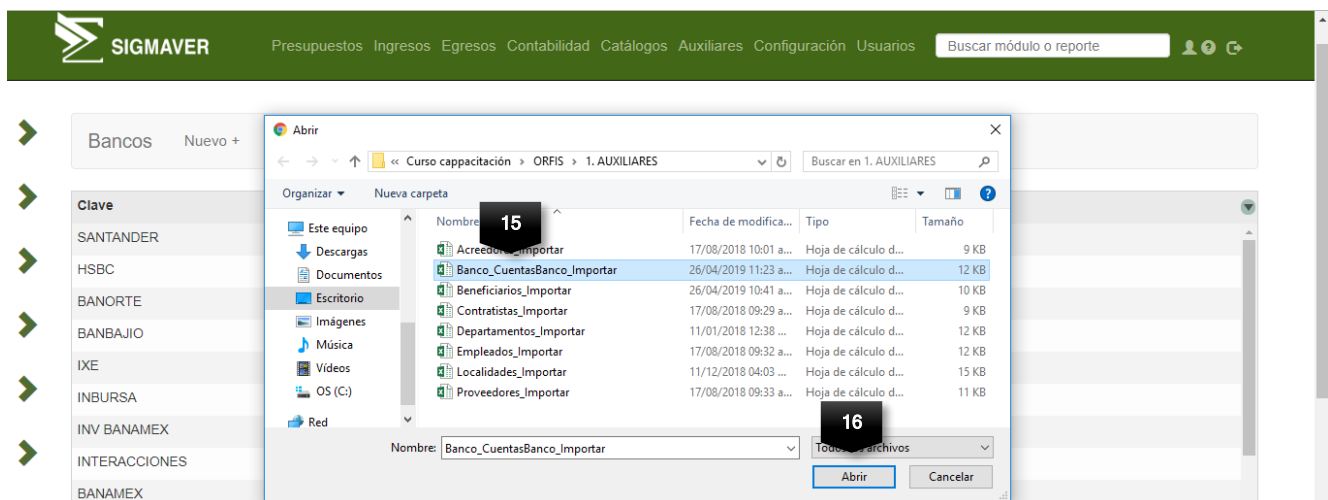 SIGMAVER Presupuestos Ingresos Egresos Contabilidad Catálogos Auxiliares Configuración Usuarios Buscar módulo o reporte
Bancos Nuevo +
Clave
SANTANDER
HSBC
BANORTE
BANBAJIO
IXE
INBURSA
INV BANAMEX
INTERACCIONES
BANAMEX
Abrir
« Curso cappacitación › ORFIS › 1. AUXILIARES Buscar en 1. AUXILIARES
Organizar Nueva carpeta
Este equipo
Descargas
Documentos
Escritorio
Imágenes
Música
Vídeos
OS (C:)
Red
15
Nombre Fecha de modifica... Tipo Tamaño
Importar 17/08/2018 10:01 a... Hoja de cálculo d... 9 KB
Banco_CuentasBanco_Importar 26/04/2019 11:23 a... Hoja de cálculo d... 12 KB
Beneficiarios_Importar 26/04/2019 10:41 a... Hoja de cálculo d... 10 KB
Contratistas_Importar 17/08/2018 09:29 a... Hoja de cálculo d... 9 KB
Departamentos_Importar 11/01/2018 12:38 ... Hoja de cálculo d... 12 KB
Empleados_Importar 17/08/2018 09:32 a... Hoja de cálculo d... 12 KB
Localidades_Importar 11/12/2018 04:03 ... Hoja de cálculo d... 15 KB
Proveedores_Importar 17/08/2018 09:33 a... Hoja de cálculo d... 11 KB
16
Nombre: Banco_CuentasBanco_Importar archivos
Abrir Cancelar